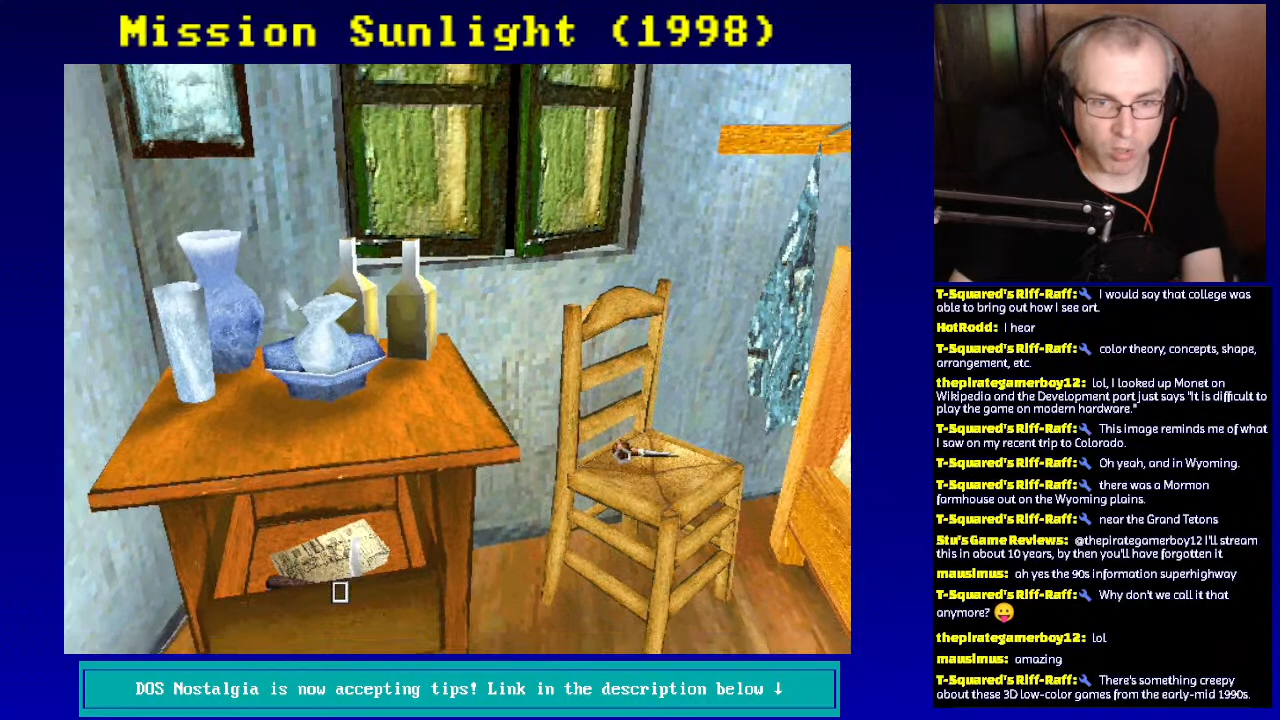 Mission Sunlight (1998)
T-Squared's Riff-Raff: I would say that college was
able to bring out how I see art.
HotRodd: I hear
T-Squared's Riff-Raff: color theory, concepts, shape,
arrangement, etc.
thepirategamerboy12: lol, I looked up Monet on
Wikipedia and the Development part just says "It is difficult to
play the game on modern hardware."
T-Squared's Riff-Raff: This image reminds me of what
I saw on my recent trip to Colorado.
T-Squared's Riff-Raff: Oh yeah, and in Wyoming.
T-Squared's Riff-Raff: there was a Mormon
farmhouse out on the Wyoming plains.
T-Squared's Riff-Raff: near the Grand Tetons
Stu's Game Reviews: @thepirategamerboy12 I'll stream
this in about 10 years, by then you'll have forgotten it
mausimus: ah yes the 90s information superhighway
T-Squared's Riff-Raff: Why don't we call it that
anymore? 😛
thepirategamerboy12: lol
mausimus: amazing
T-Squared's Riff-Raff: There's something creepy
about these 3D low-color games from the early-mid 1990s.
DOS Nostalgia is now accepting tips! Link in the description below ↓